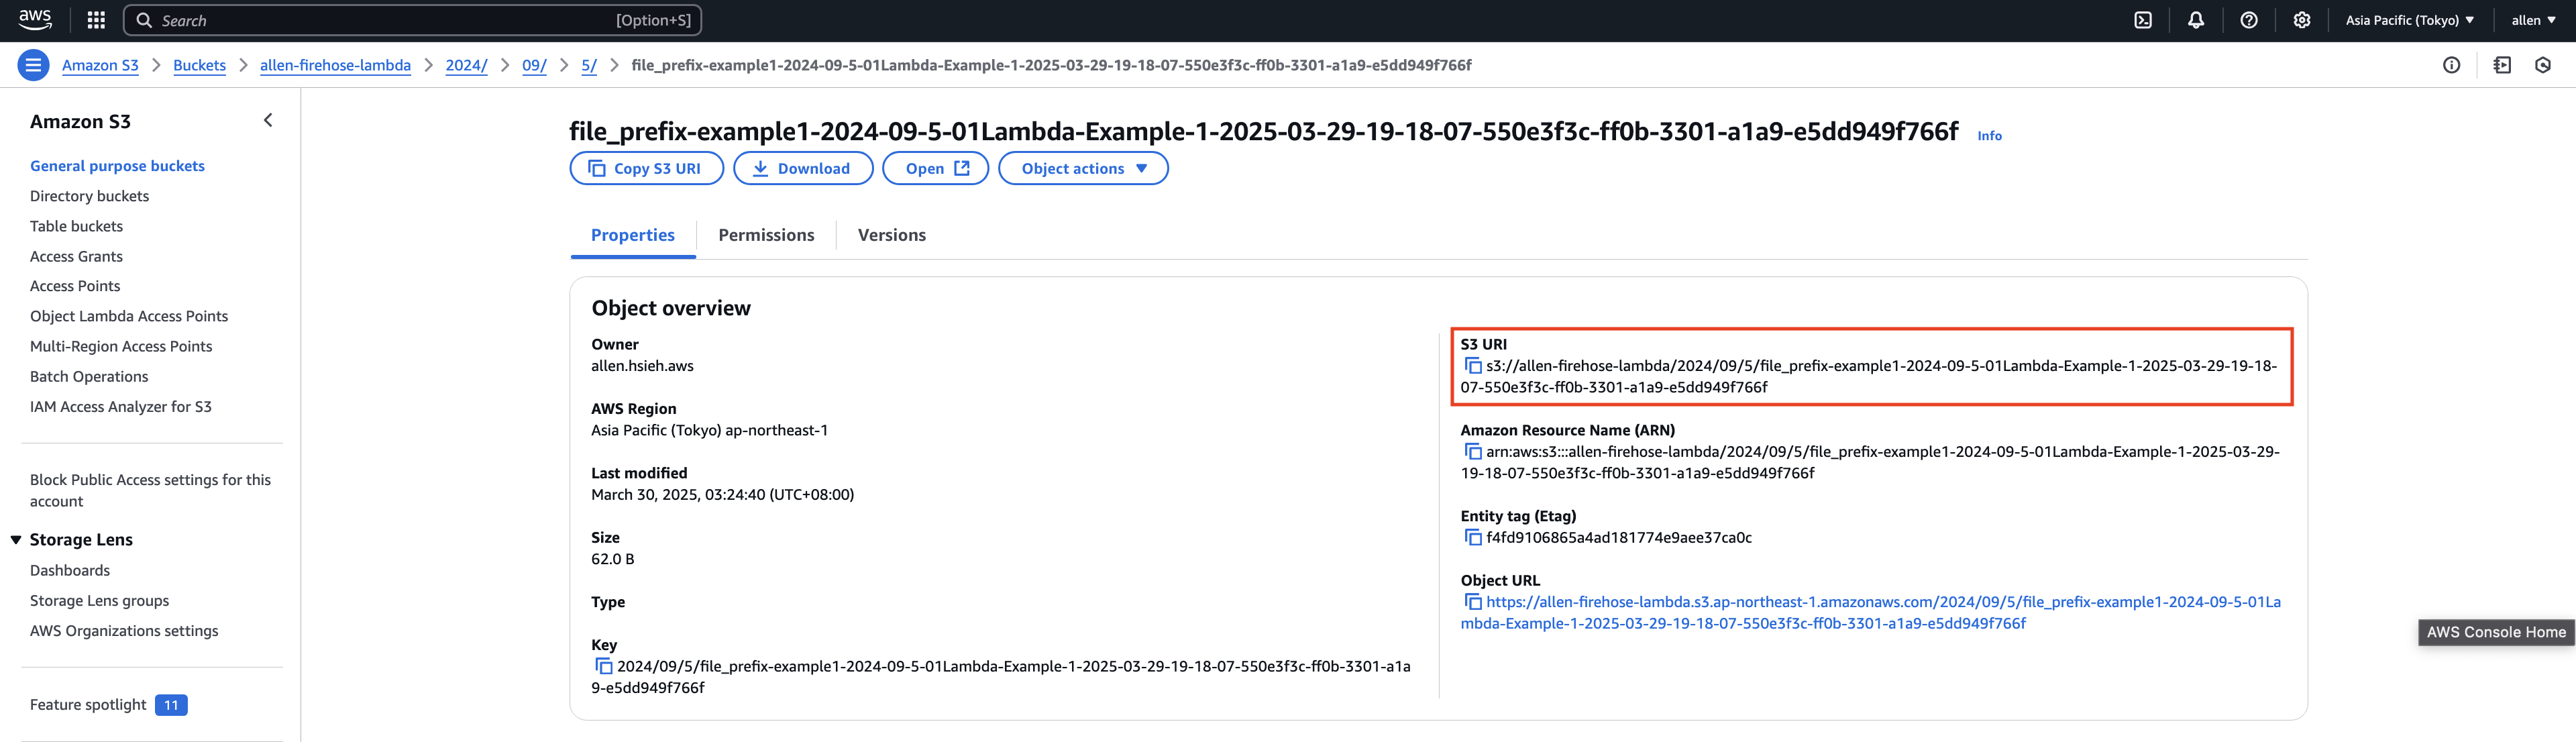 aws
Search [Option+S]
Asia Pacific (Tokyo) ▼
allen ▼
Amazon S3 > Buckets > allen-firehose-lambda > 2024/ > 09/ > 5/ > file_prefix-example1-2024-09-5-01Lambda-Example-1-2025-03-29-19-18-07-550e3f3c-ff0b-3301-a1a9-e5dd949f766f
Amazon S3
General purpose buckets
Directory buckets
Table buckets
Access Grants
Access Points
Object Lambda Access Points
Multi-Region Access Points
Batch Operations
IAM Access Analyzer for S3
Block Public Access settings for this
account
Storage Lens
Dashboards
Storage Lens groups
AWS Organizations settings
Feature spotlight 11
file_prefix-example1-2024-09-5-01Lambda-Example-1-2025-03-29-19-18-07-550e3f3c-ff0b-3301-a1a9-e5dd949f766f Info
Copy S3 URI Download Open Object actions ▼
Properties Permissions Versions
Object overview
Owner
allen.hsieh.aws
AWS Region
Asia Pacific (Tokyo) ap-northeast-1
Last modified
March 30, 2025, 03:24:40 (UTC+08:00)
Size
62.0 B
Type
Key
2024/09/5/file_prefix-example1-2024-09-5-01Lambda-Example-1-2025-03-29-19-18-07-550e3f3c-ff0b-3301-a1a
9-e5dd949f766f
S3 URI
s3://allen-firehose-lambda/2024/09/5/file_prefix-example1-2024-09-5-01Lambda-Example-1-2025-03-29-19-18-
07-550e3f3c-ff0b-3301-a1a9-e5dd949f766f
Amazon Resource Name (ARN)
arn:aws:s3:::allen-firehose-lambda/2024/09/5/file_prefix-example1-2024-09-5-01Lambda-Example-1-2025-03-29-
19-18-07-550e3f3c-ff0b-3301-a1a9-e5dd949f766f
Entity tag (Etag)
f4fd9106865a4ad181774e9aee37ca0c
Object URL
https://allen-firehose-lambda.s3.ap-northeast-1.amazonaws.com/2024/09/5/file_prefix-example1-2024-09-5-01La
mbda-Example-1-2025-03-29-19-18-07-550e3f3c-ff0b-3301-a1a9-e5dd949f766f
AWS Console Home